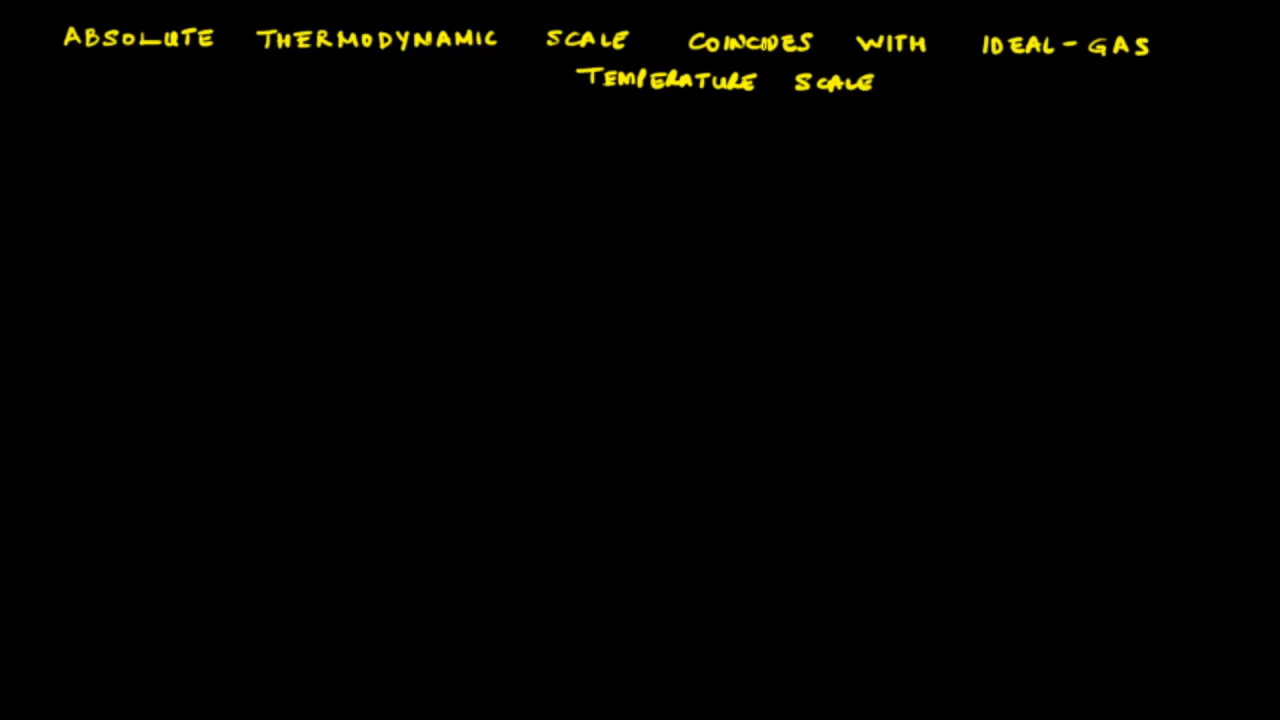 ABSOLUTE THERMODYNAMIC SCALE COINCIDES WITH IDEAL-GAS
TEMPERATURE SCALE